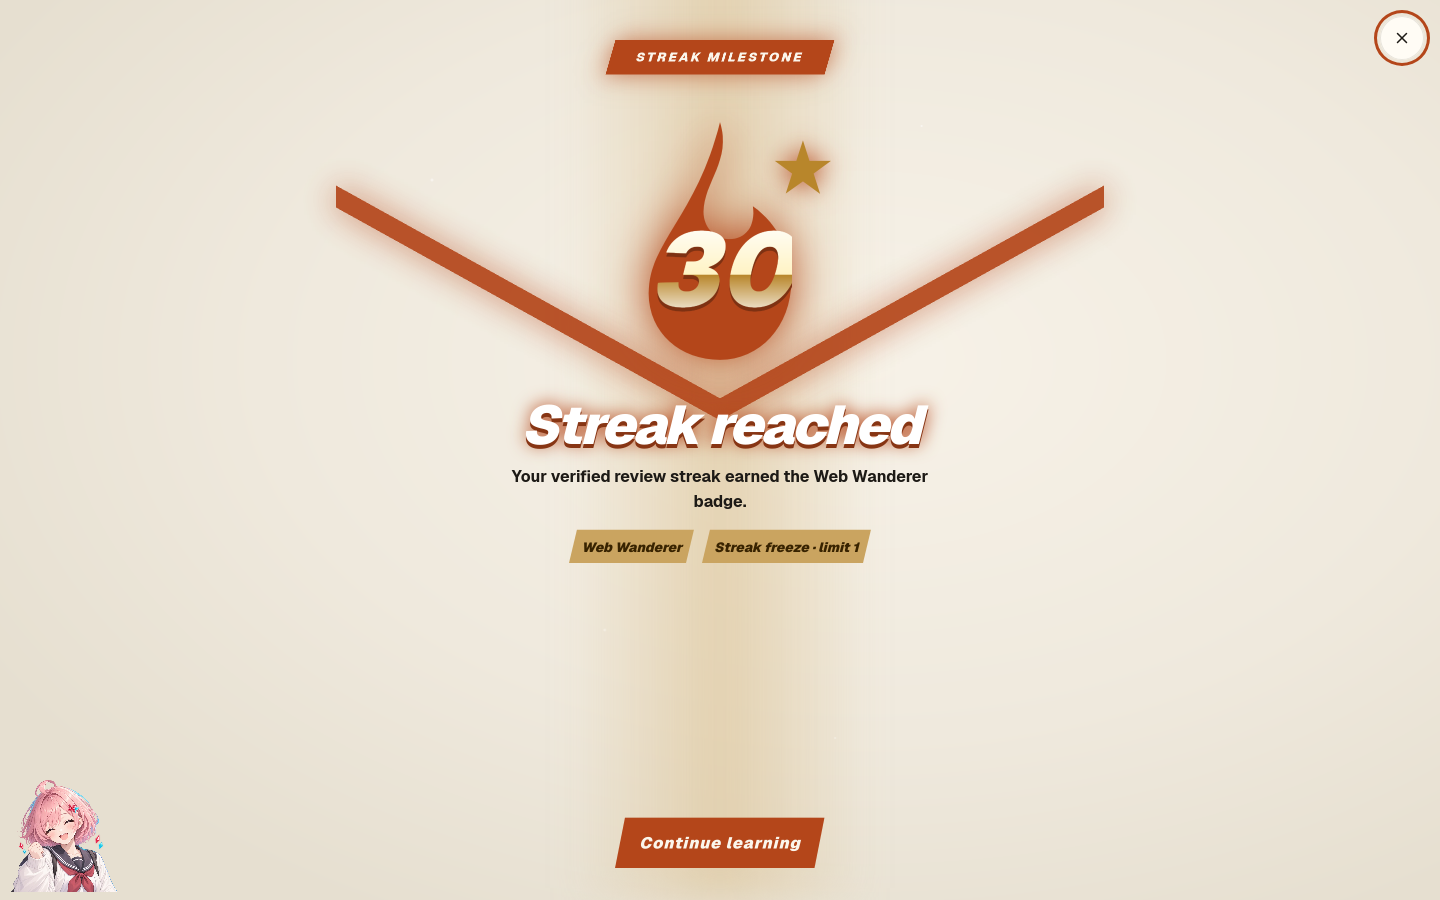 STREAK MILESTONE
30
Streak reached
Your verified review streak earned the Web Wanderer
badge.
Web Wanderer
Streak freeze · limit 1
Continue learning